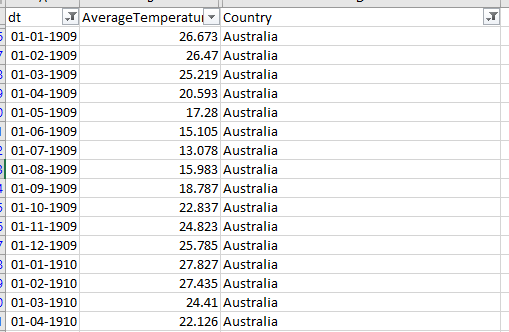 dt AverageTemperatur Country
01-01-1909 26.673 Australia
01-02-1909 26.47 Australia
01-03-1909 25.219 Australia
01-04-1909 20.593 Australia
01-05-1909 17.28 Australia
01-06-1909 15.105 Australia
01-07-1909 13.078 Australia
01-08-1909 15.983 Australia
01-09-1909 18.787 Australia
01-10-1909 22.837 Australia
01-11-1909 24.823 Australia
01-12-1909 25.785 Australia
01-01-1910 27.827 Australia
01-02-1910 27.435 Australia
01-03-1910 24.41 Australia
01-04-1910 22.126 Australia